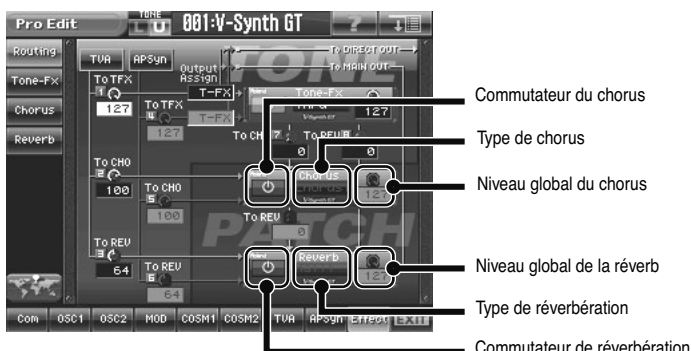 Pro Edit
TONE
L U
001:V-Synth GT
?
Routing
Tone-Fx
Chorus
Reverb
TVA
APSyn
Output
Assign
To DIRECT OUT
To MAIN OUT
TONE
To TFX
1
127
T-FX
Tone-Fx
127
To TFX
4
127
T-FX
To CHO 7
0
To REV 8
0
To CHO
2
100
To CHO
5
100
Chorus
127
To REV
0
PATCH
To REV
3
64
To REV
6
64
Reverb
127
Com OSC1 OSC2 MOD COSM1 COSM2 TVA APSyn Effect EXIT
Commutateur du chorus
Type de chorus
Niveau global du chorus
Niveau global de la réverb
Type de réverbération
Commutateur de réverbération